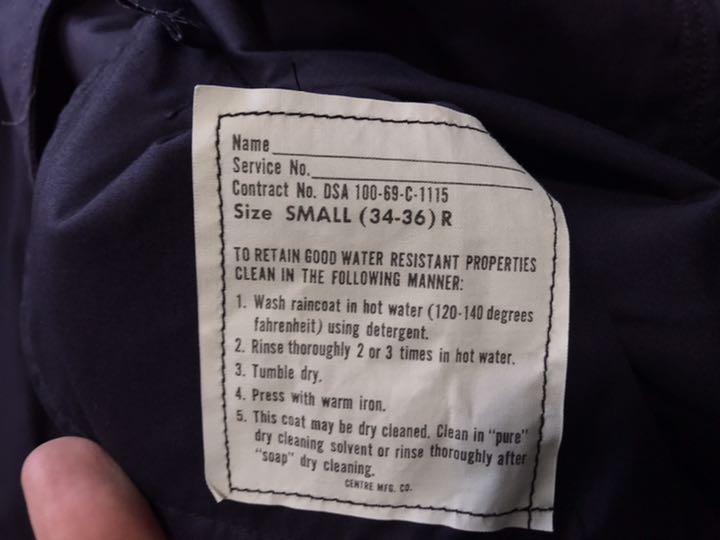 Name
Service No.
Contract No. DSA 100-69-C-1115
Size SMALL (34-36) R
TO RETAIN GOOD WATER RESISTANT PROPERTIES
CLEAN IN THE FOLLOWING MANNER:
1. Wash raincoat in hot water (120-140 degrees
fahrenheit) using detergent.
2. Rinse thoroughly 2 or 3 times in hot water.
3. Tumble dry.
4. Press with warm iron.
5. This coat may be dry cleaned. Clean in "pure"
dry cleaning solvent or rinse thoroughly after
"soap" dry cleaning.
CENTRE MFG. CO.